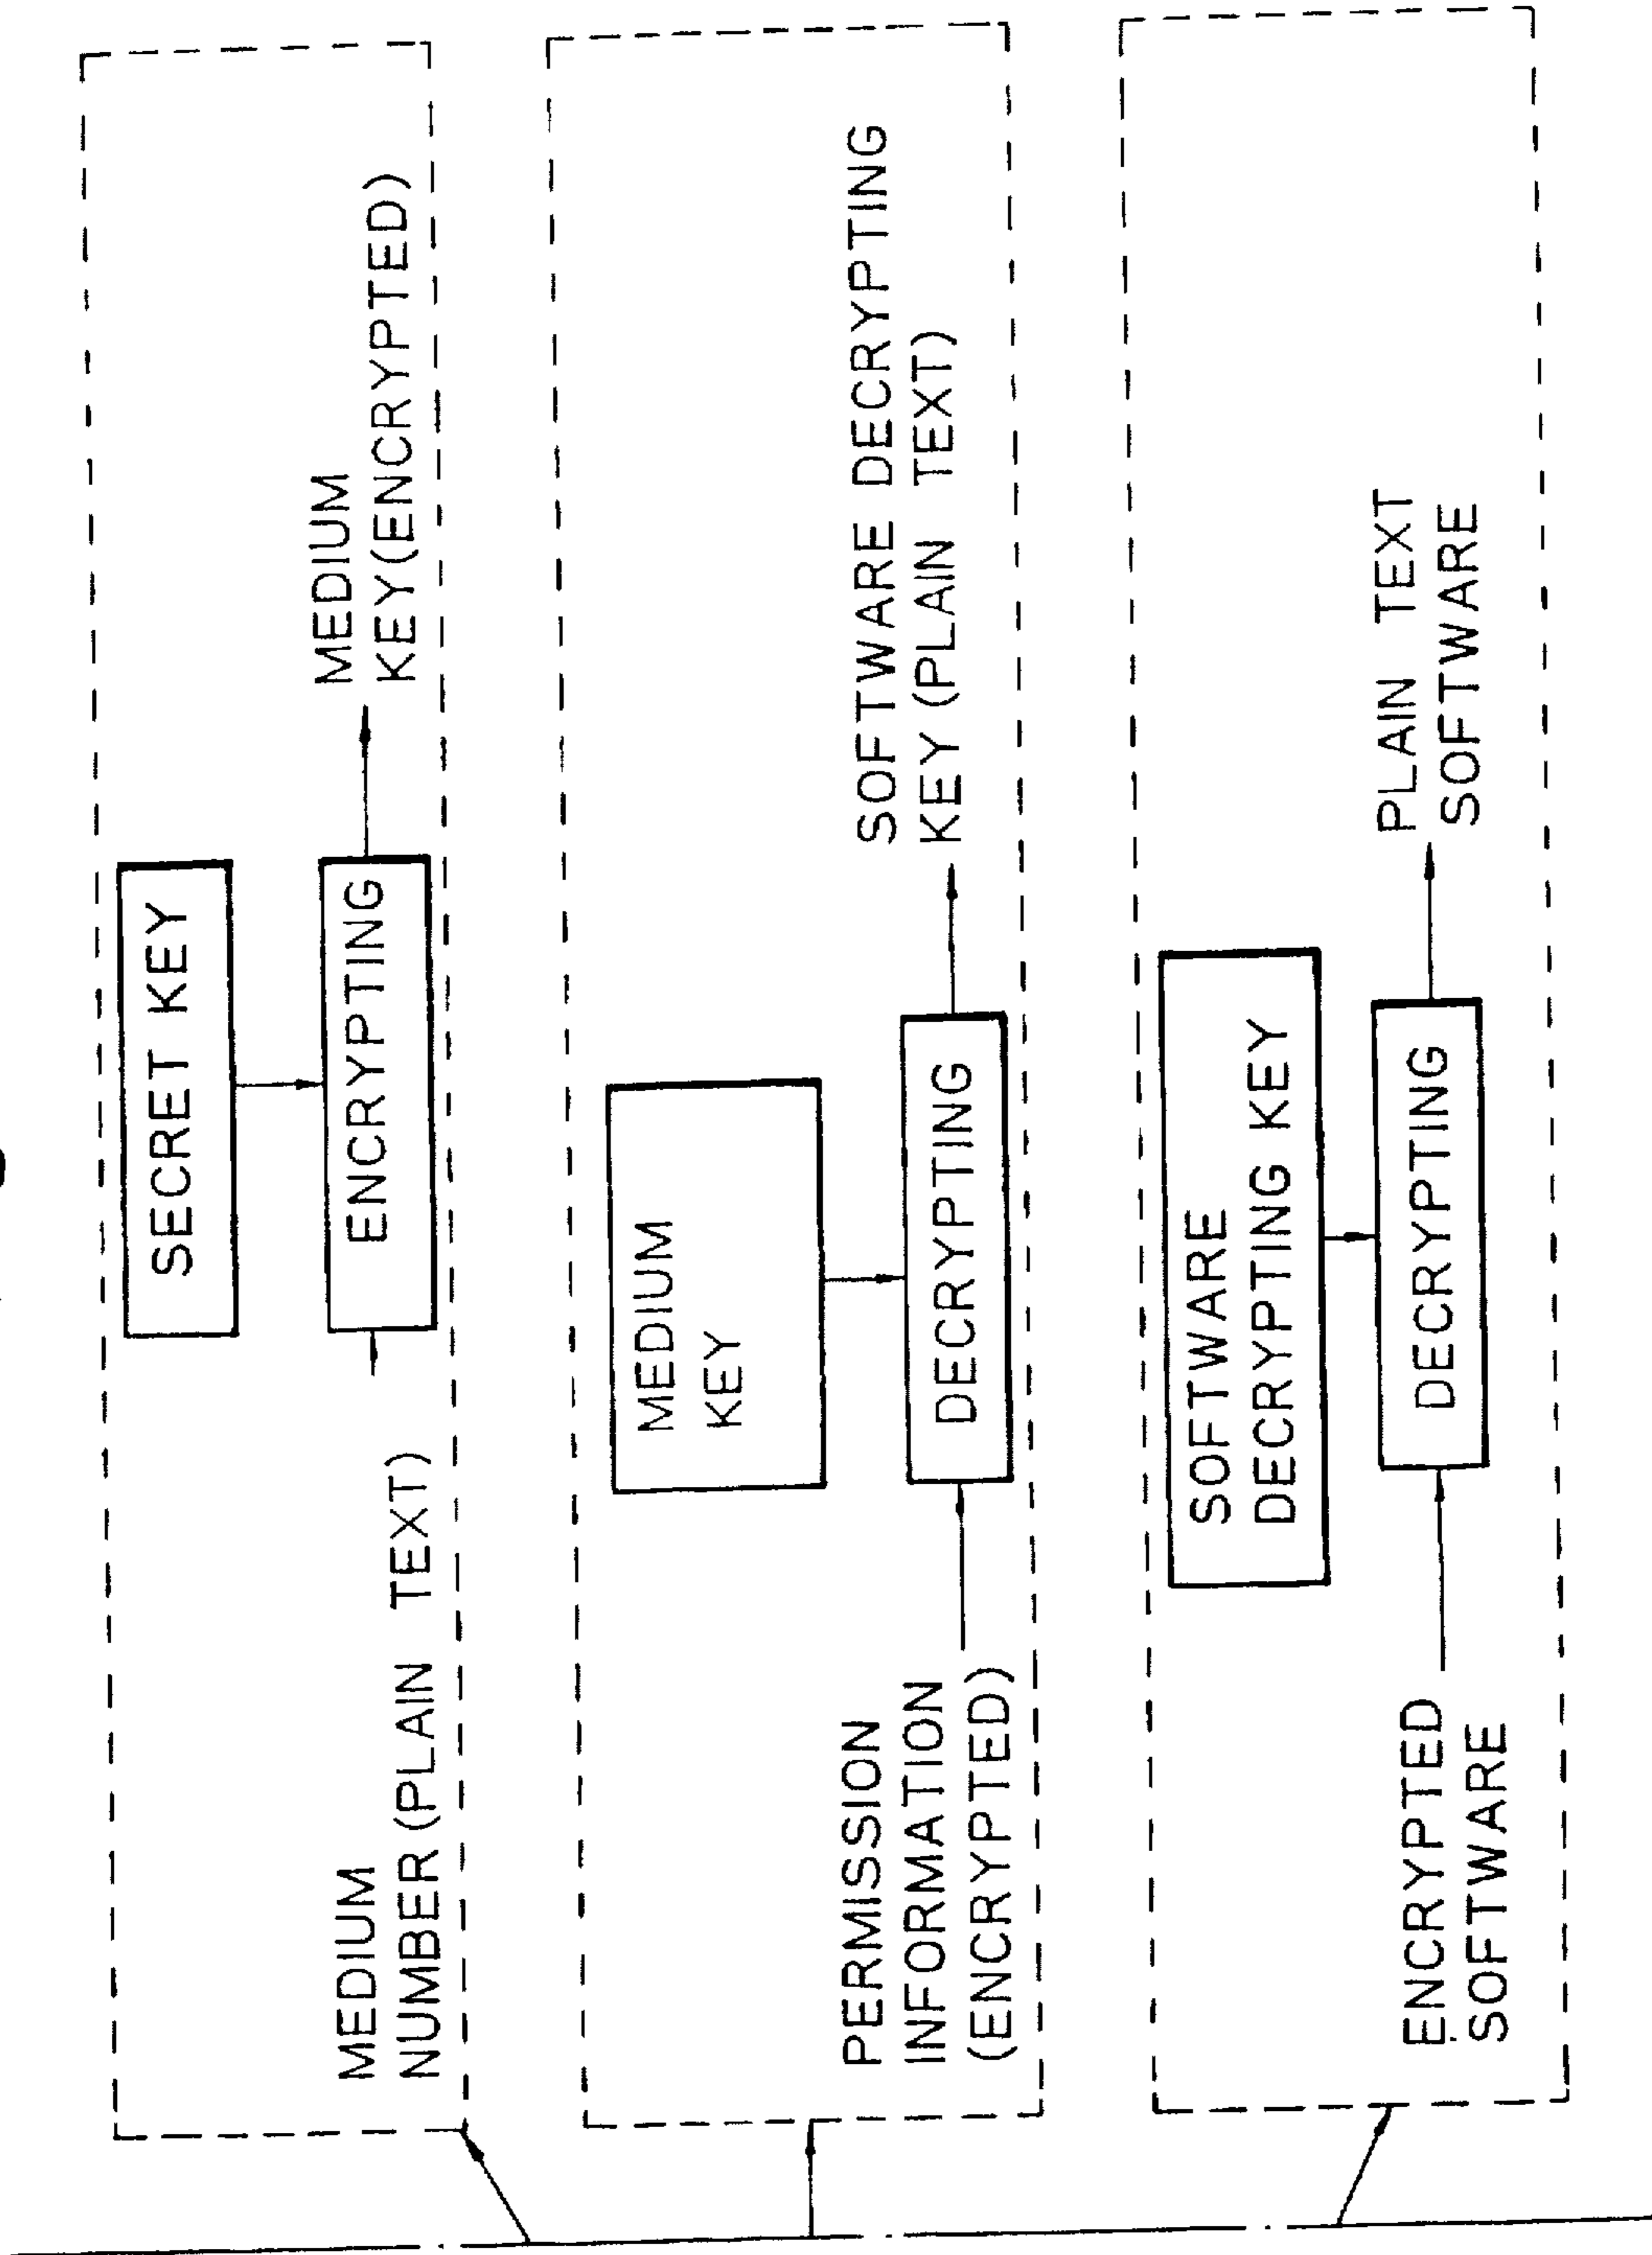 SECRET KEY
MEDIUM
NUMBER (PLAIN TEXT)
ENCRYPTING
MEDIUM
KEY (ENCRYPTED)
MEDIUM
KEY
PERMISSION
INFORMATION
(ENCRYPTED)
DECRYPTING
SOFTWARE DECRYPTING
KEY (PLAIN TEXT)
SOFTWARE
DECRYPTING KEY
ENCRYPTED
SOFTWARE
DECRYPTING
PLAIN TEXT
SOFTWARE